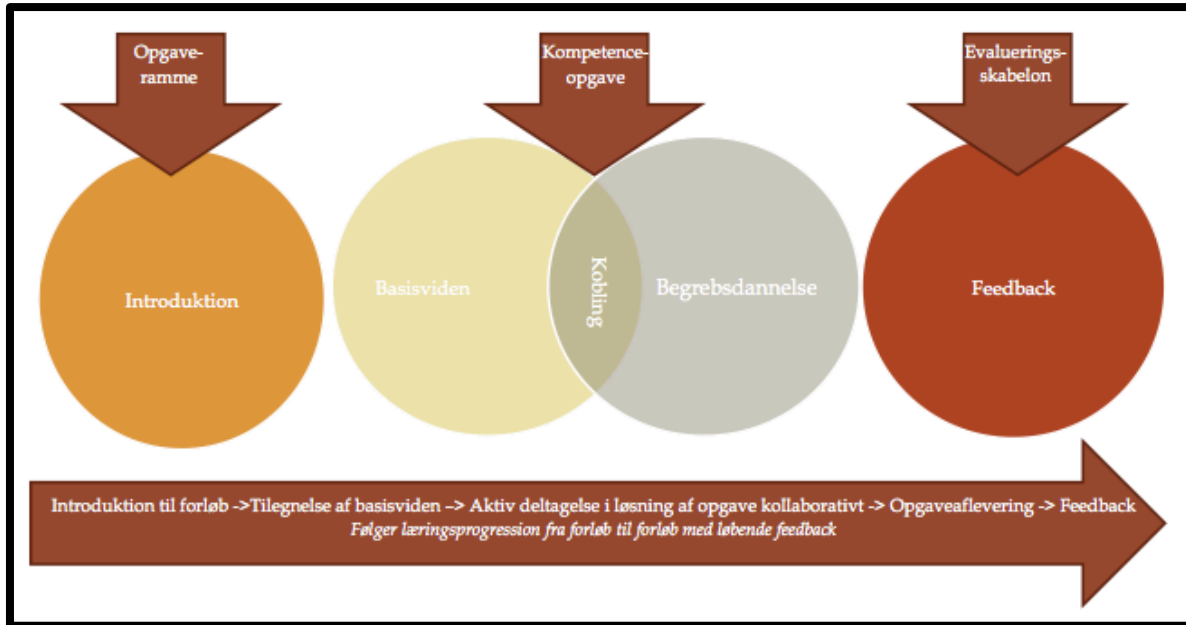 Opgave-
ramme
Kompetence-
opgave
Evaluerings-
skabelon
Introduktion
Basisviden
Kobling
Begrebsdannelse
Feedback
Introduktion til forløb ->Tilegnelse af basisviden –> Aktiv deltagelse i løsning af opgave kollaborativt -> Opgaveaflevering -> Feedback
Følger læringsprogression fra forløb til forløb med løbende feedback